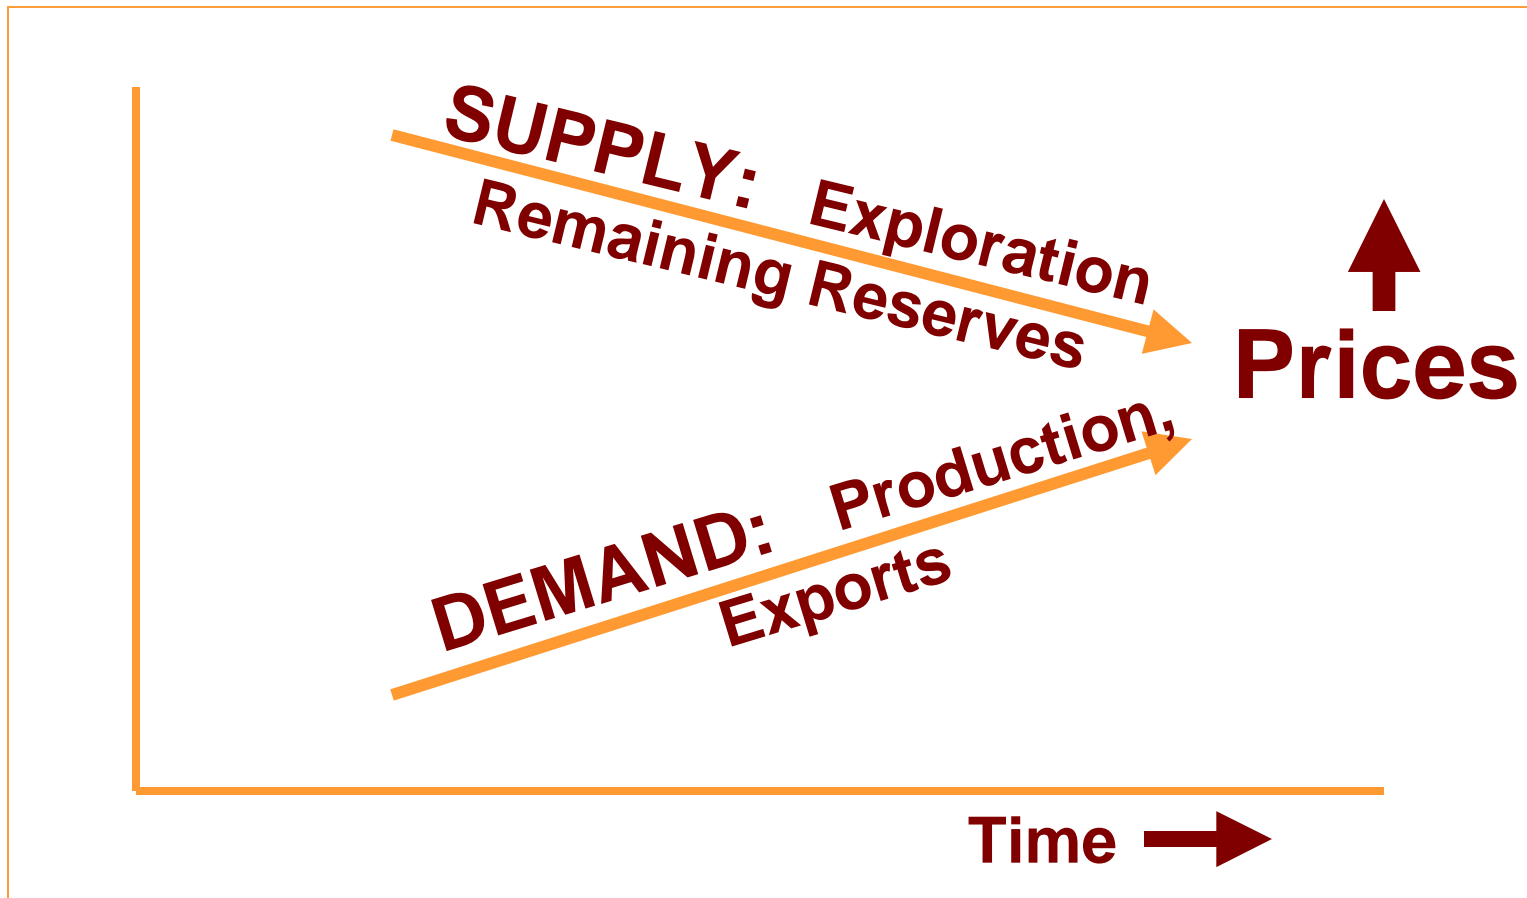 SUPPLY: Exploration
Remaining Reserves
Prices
DEMAND: Production,
Exports
Time